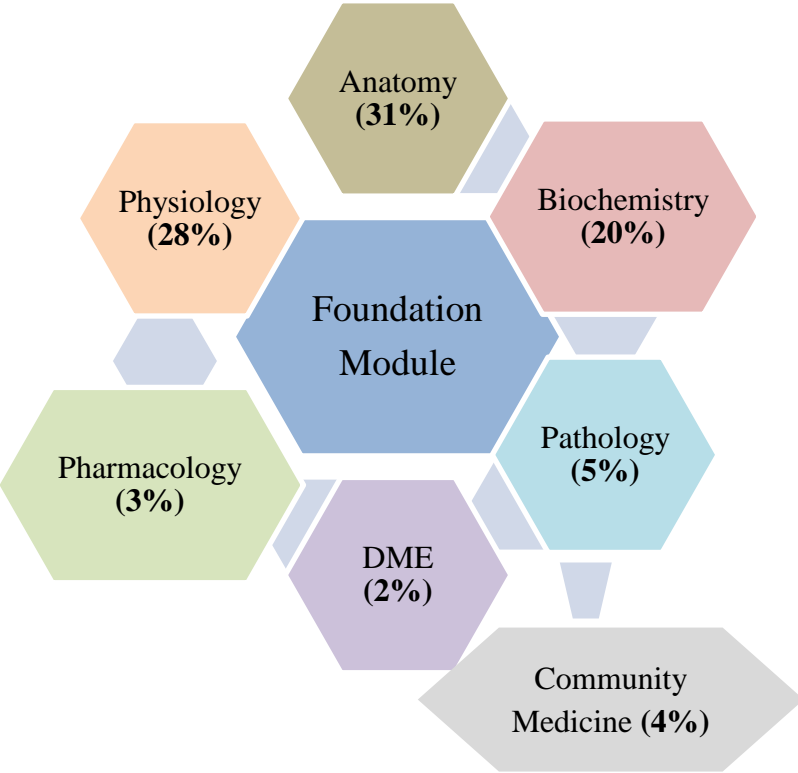 Anatomy
(31%)
Physiology
(28%)
Biochemistry
(20%)
Foundation
Module
Pathology
(5%)
Pharmacology
(3%)
DME
(2%)
Community
Medicine (4%)